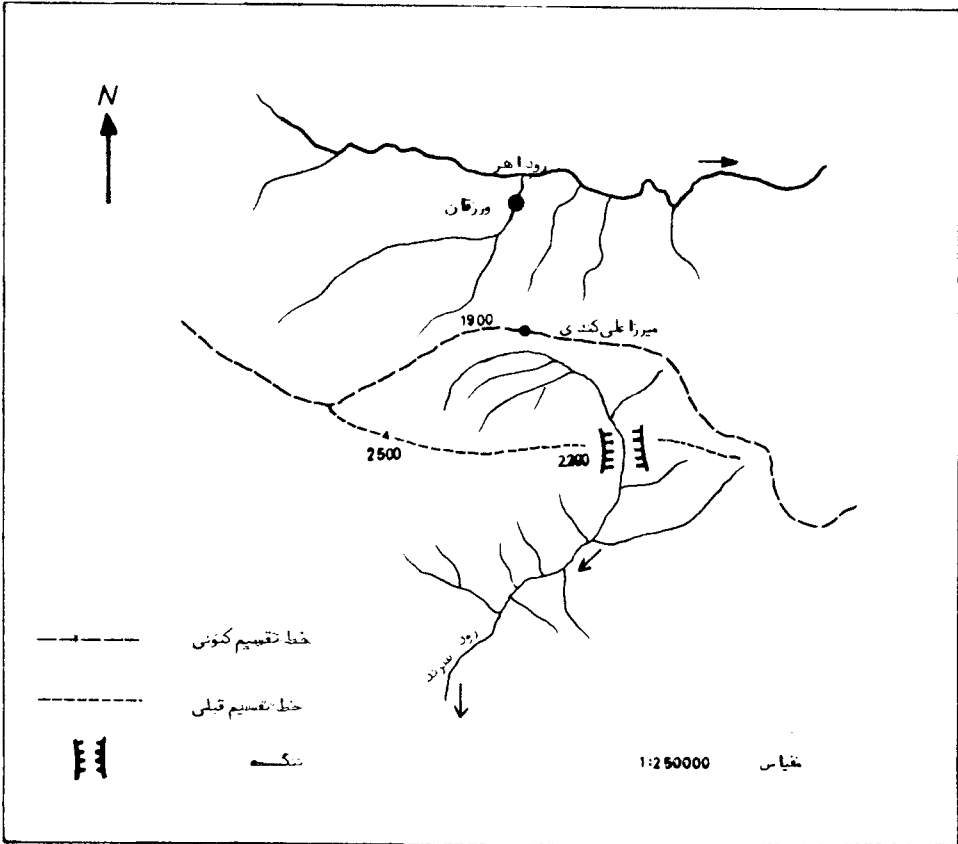 N
رود اهر
ورزقان
1900
میرزا علی کندی
2500
2200
رود سرند
خط تقسیم کنونی
خط تقسیم قبلی
تنگه
1:250000 مقیاس